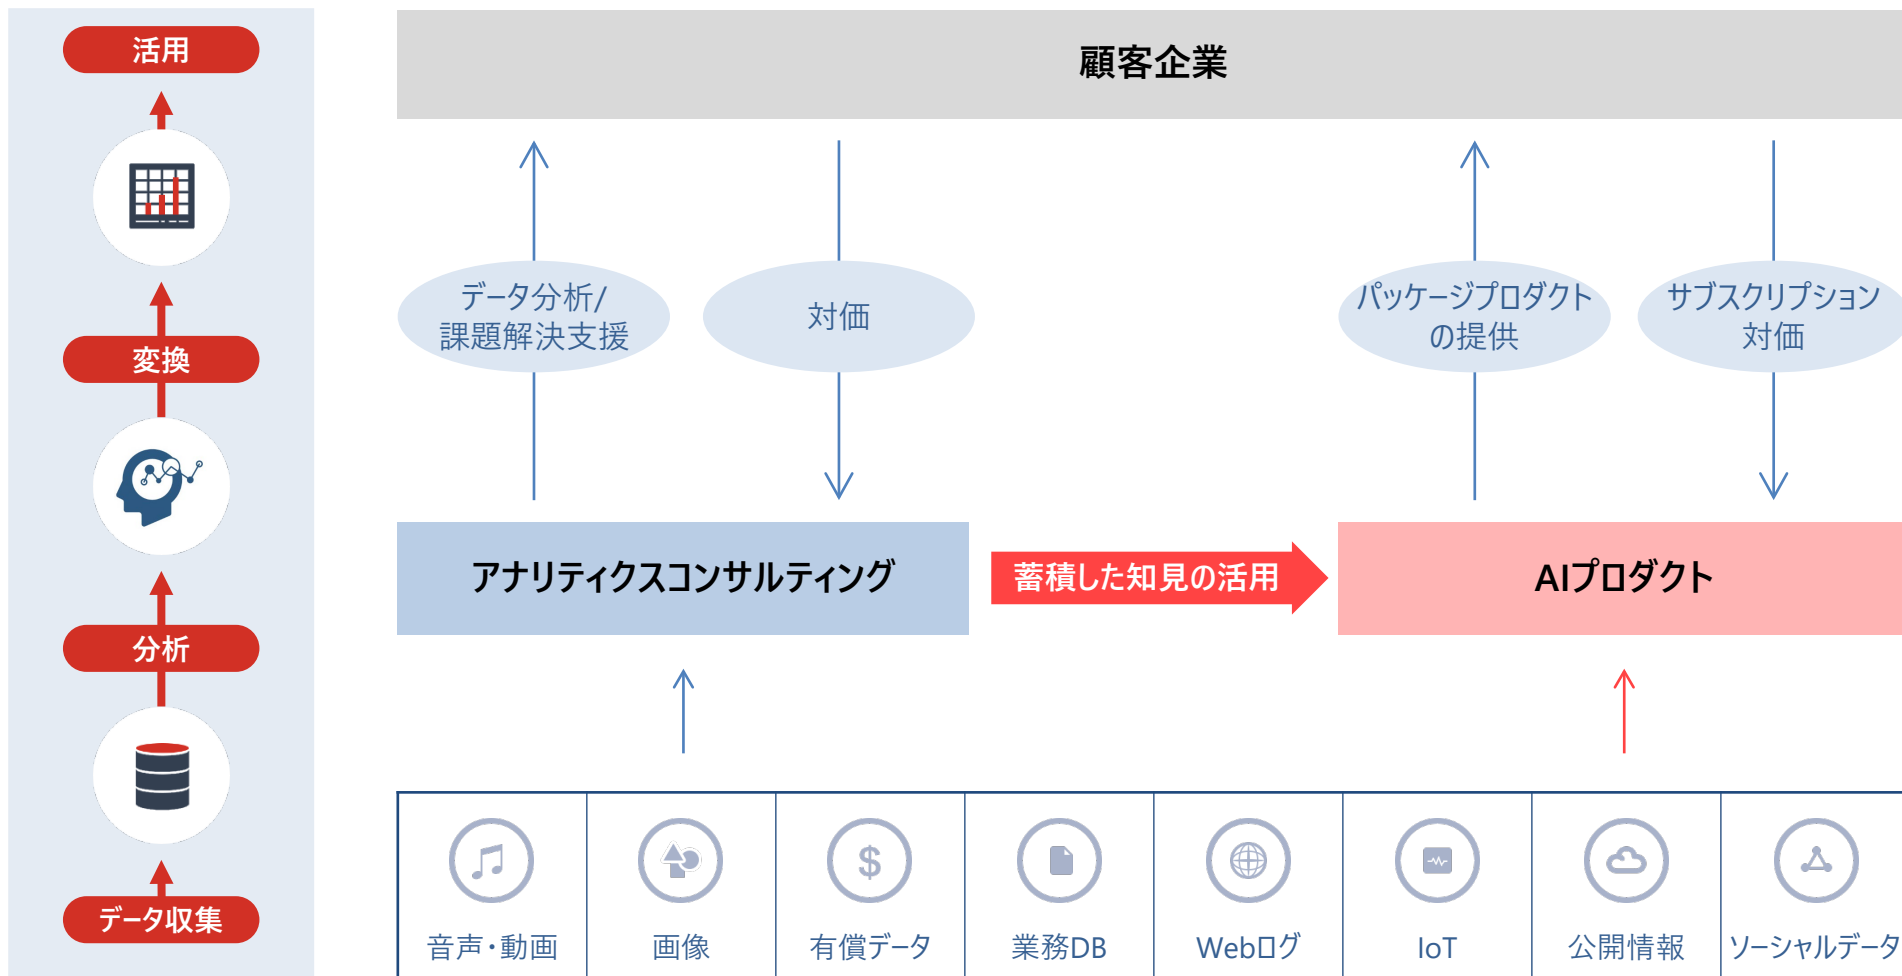 活用
変換
分析
データ収集
顧客企業
データ分析/
課題解決支援
対価
パッケージプロダクト
の提供
サブスクリプション
対価
アナリティクスコンサルティング
蓄積した知見の活用
AIプロダクト
音声・動画
画像
有償データ
業務DB
Webログ
IoT
公開情報
ソーシャルデータ